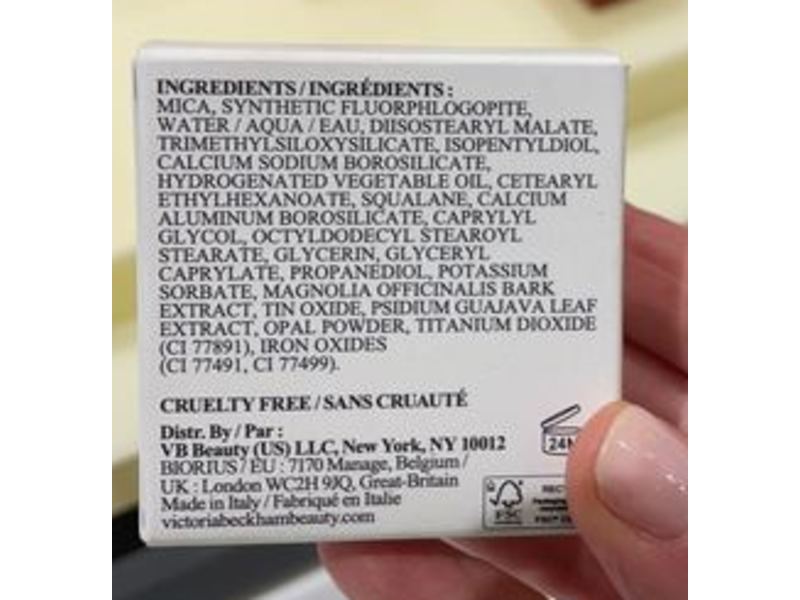 INGREDIENTS / INGRÉDIENTS :
MICA, SYNTHETIC FLUORPHLOGOPITE,
WATER / AQUA / EAU, DIISOSTEARYL MALATE,
TRIMETHYLSILOXYSILICATE, ISOPENTYLDIOL,
CALCIUM SODIUM BOROSILICATE,
HYDROGENATED VEGETABLE OIL, CETEARYL
ETHYLHEXANOATE, SQUALANE, CALCIUM
ALUMINUM BOROSILICATE, CAPRYLYL
GLYCOL, OCTYLDODECYL STEAROYL
STEARATE, GLYCERIN, GLYCERYL
CAPRYLATE, PROPANEDIOL, POTASSIUM
SORBATE, MAGNOLIA OFFICINALIS BARK
EXTRACT, TIN OXIDE, PSIDIUM GUAJAVA LEAF
EXTRACT, OPAL POWDER, TITANIUM DIOXIDE
(CI 77891), IRON OXIDES
(CI 77491, CI 77499).
CRUELTY FREE / SANS CRUAUTÉ
Distr. By / Par :
VB Beauty (US) LLC, New York, NY 10012
BIORIUS / EU : 7170 Manage, Belgium /
UK : London WC2H 9JQ, Great-Britain
Made in Italy / Fabriqué en Italie
victoriabeckhambeauty.com
24M
FSC